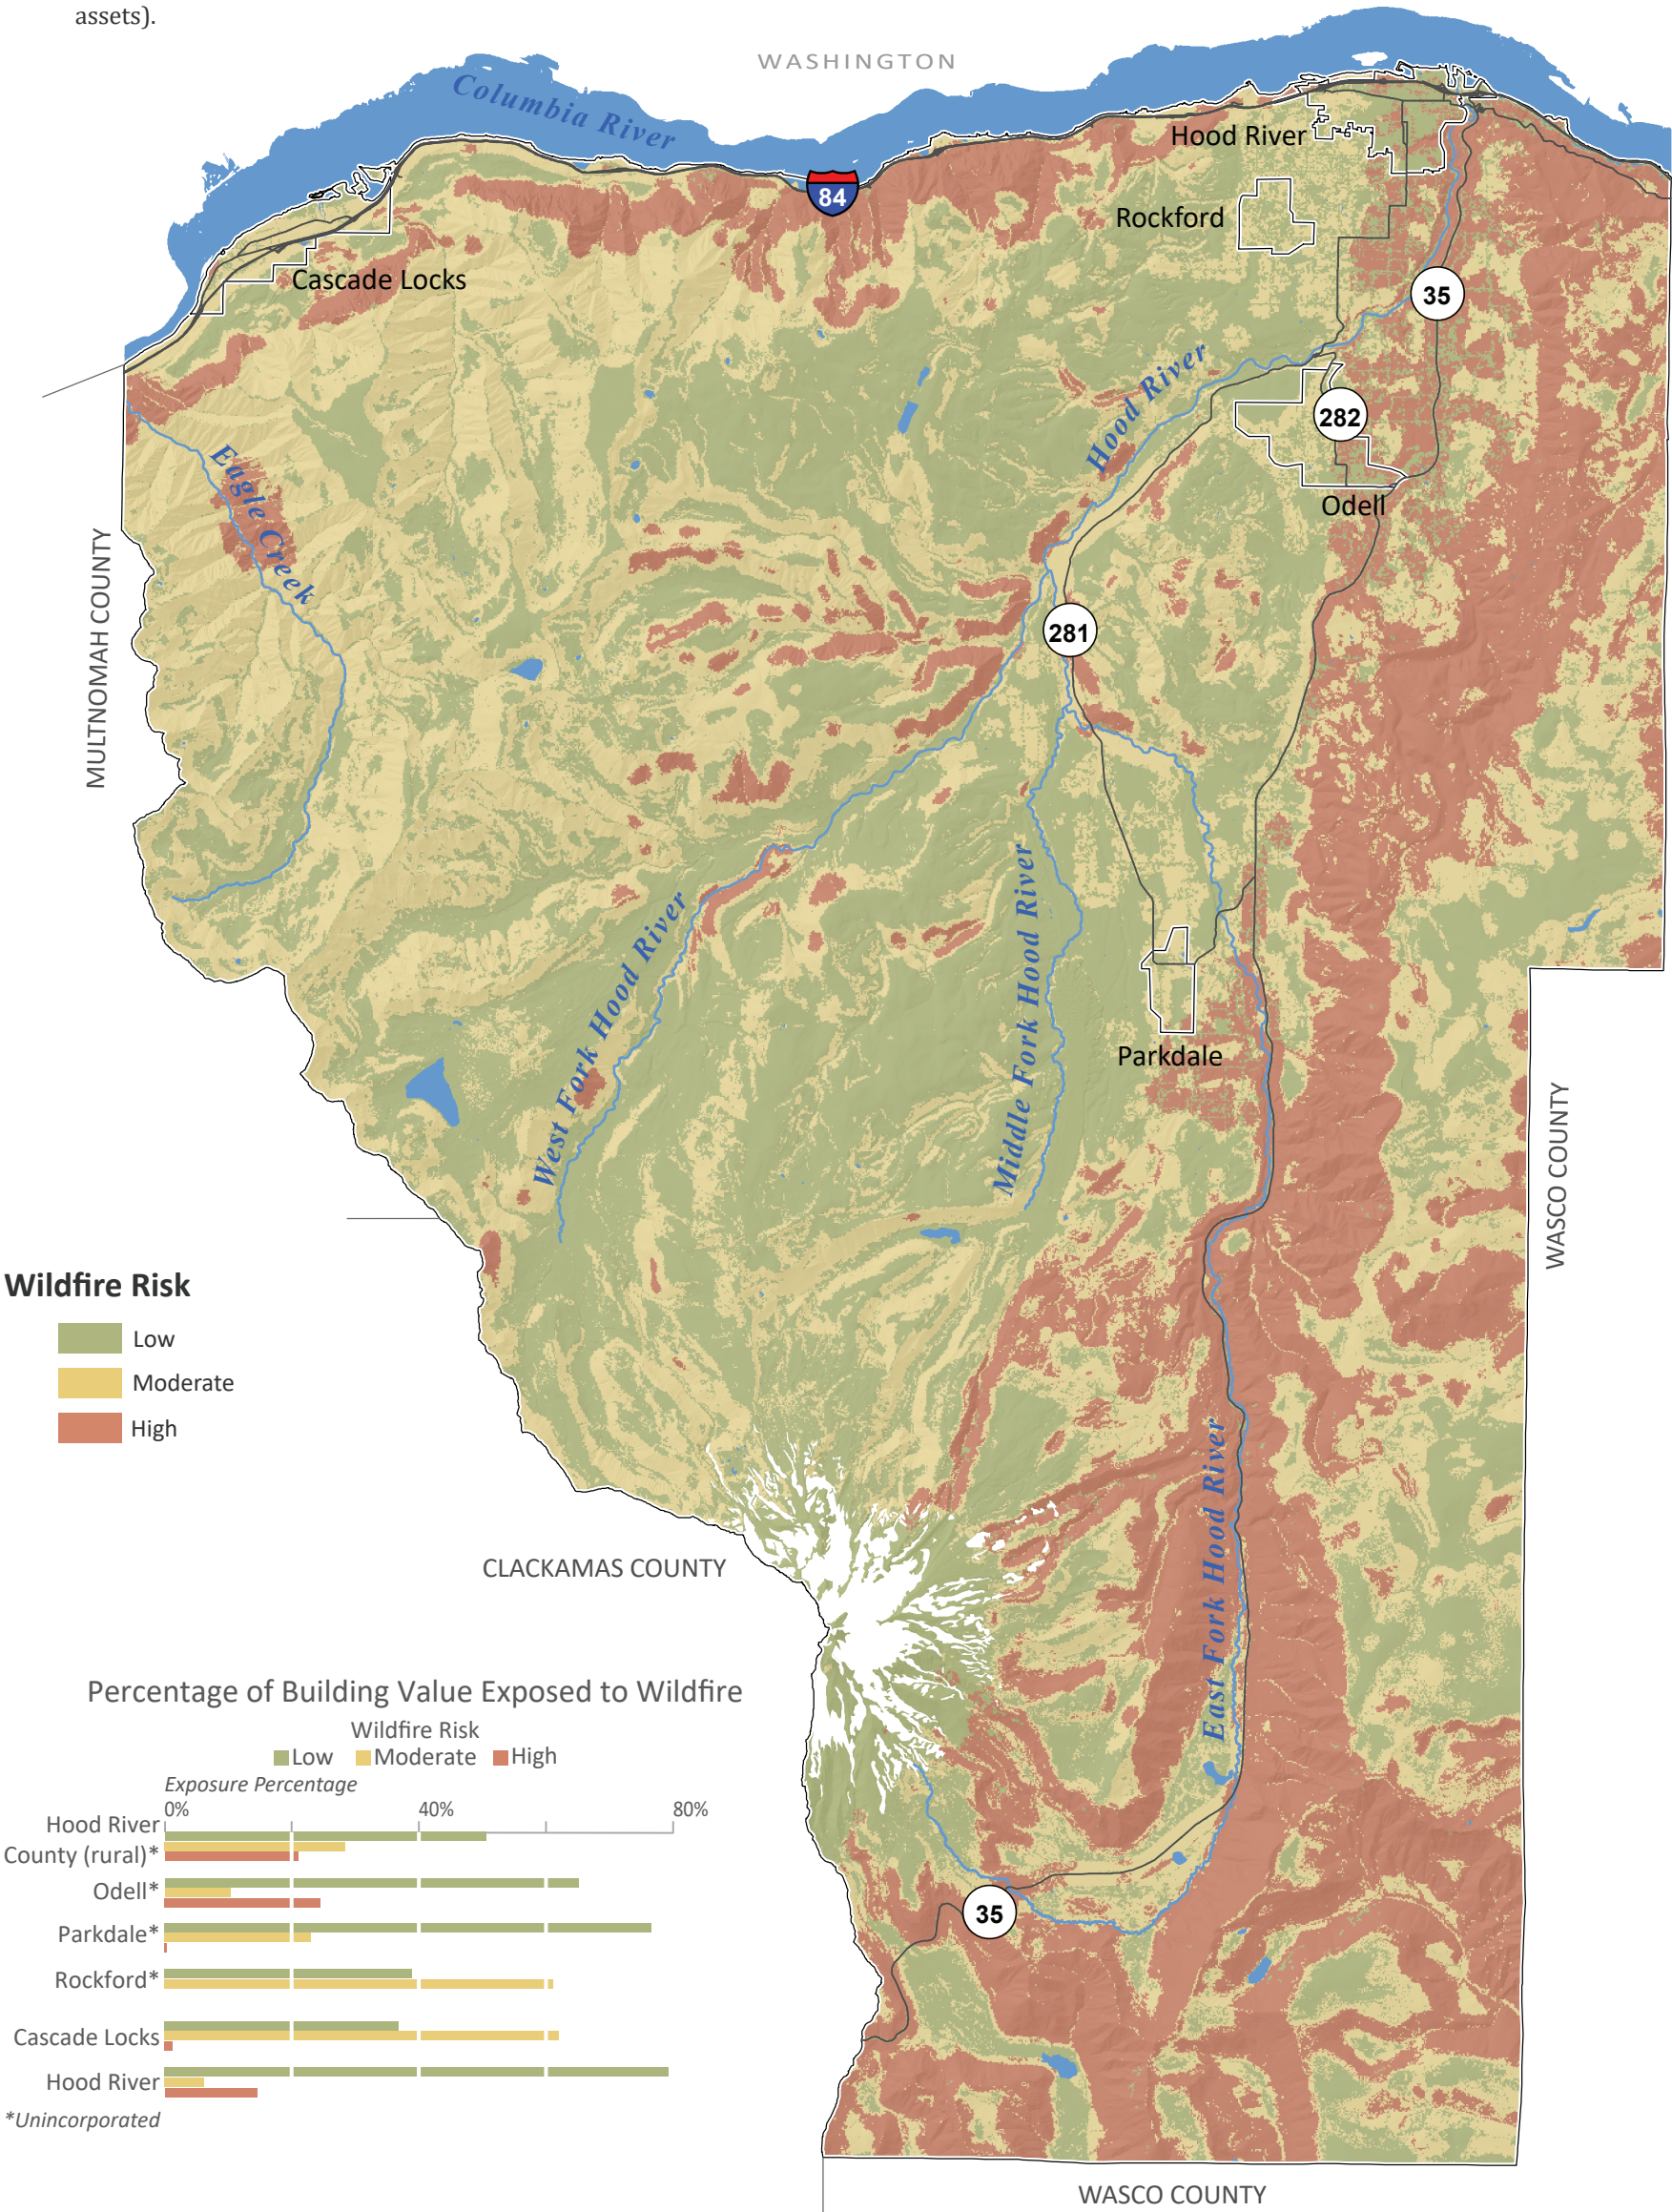 assets).
WASHINGTON
Columbia River
Hood River
84
Rockford
Cascade Locks
35
Hood River
282
Eagle Creek
Odell
MULTNOMAH COUNTY
281
West Fork Hood River
Middle Fork Hood River
Parkdale
WASCO COUNTY
Wildfire Risk
Low
Moderate
High
East Fork Hood River
CLACKAMAS COUNTY
Percentage of Building Value Exposed to Wildfire
Wildfire Risk
Low Moderate High
Exposure Percentage
0% 40% 80%
Hood River
County (rural)*
Odell*
Parkdale*
35
Rockford*
Cascade Locks
Hood River
*Unincorporated
WASCO COUNTY